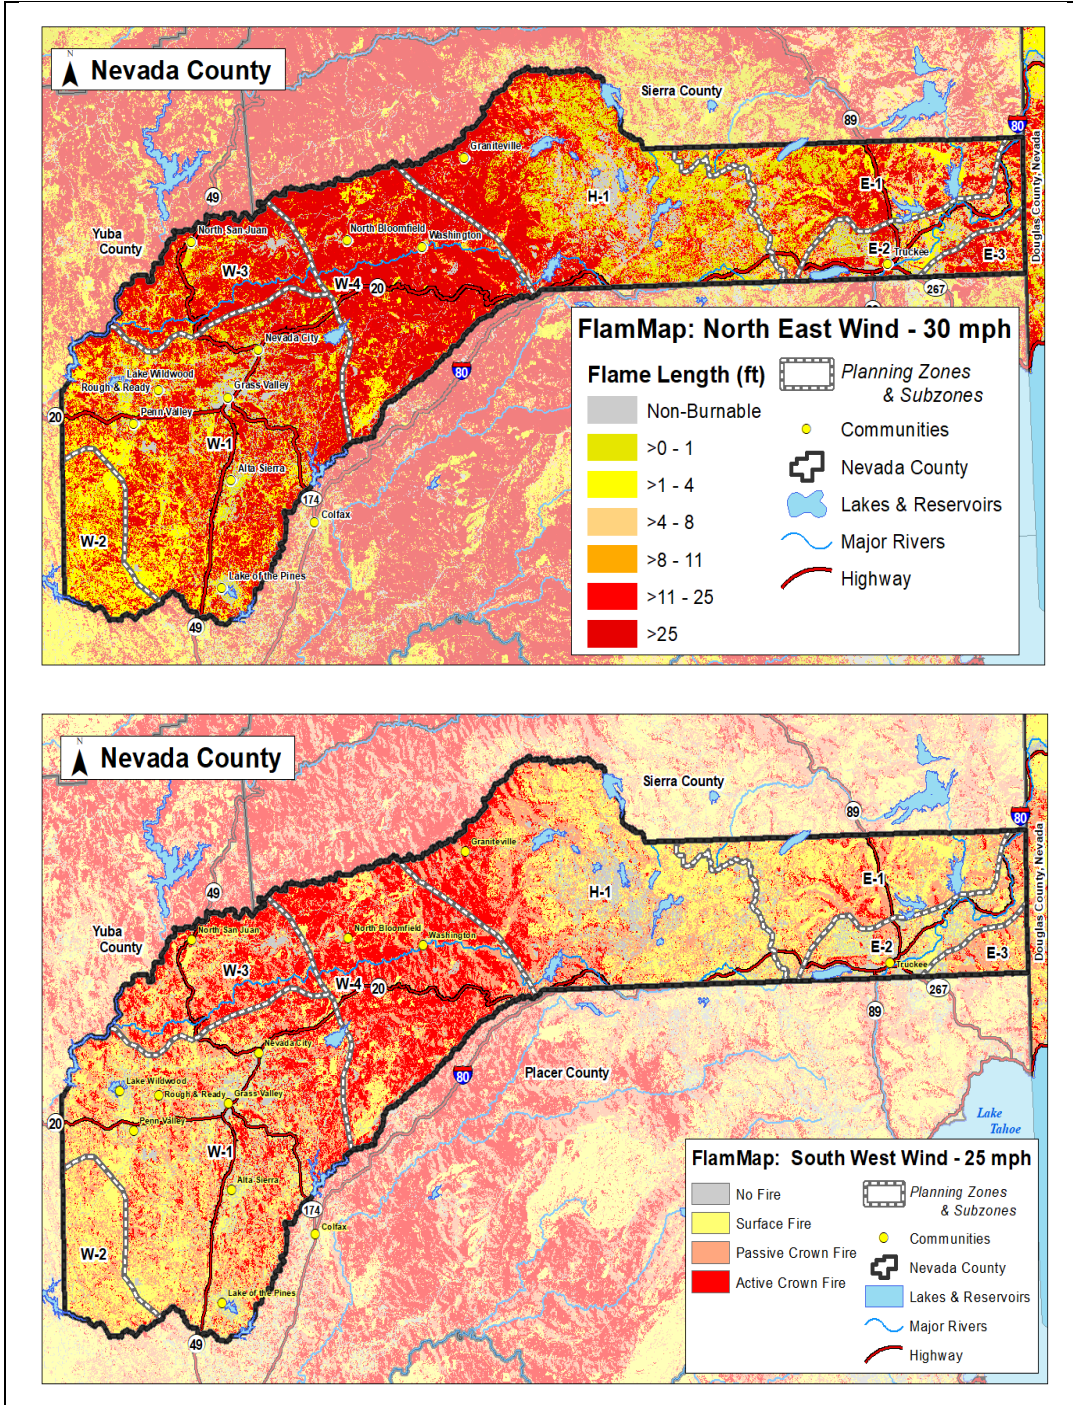 N
Nevada County
Sierra County
89
80
Graniteville
49
H-1
E-1
Douglas County, Nevada
North San Juan
Yuba
County
North Bloomfield
Washington
E-2
Truckee
E-3
W-3
W-4
20
267
Nevada City
FlamMap: North East Wind - 30 mph
Lake Wildwood
Rough & Ready
Grass Valley
80
Flame Length (ft)
Non-Burnable
>0 - 1
>1 - 4
>4 - 8
>8 - 11
>11 - 25
>25
Planning Zones
& Subzones
Communities
Nevada County
Lakes & Reservoirs
Major Rivers
Highway
20
Penn Valley
W-1
Alta Sierra
174
Colfax
W-2
Lake of the Pines
49
N
Nevada County
Sierra County
89
80
Graniteville
49
H-1
E-1
Douglas County, Nevada
North San Juan
Yuba
County
North Bloomfield
Washington
E-2
Truckee
E-3
W-3
W-4
20
267
89
Nevada City
80
Placer County
Lake Wildwood
Rough & Ready
Grass Valley
20
Penn Valley
Lake
Tahoe
W-1
Alta Sierra
174
Colfax
W-2
Lake of the Pines
49
FlamMap: South West Wind - 25 mph
No Fire
Surface Fire
Passive Crown Fire
Active Crown Fire
Planning Zones
& Subzones
Communities
Nevada County
Lakes & Reservoirs
Major Rivers
Highway